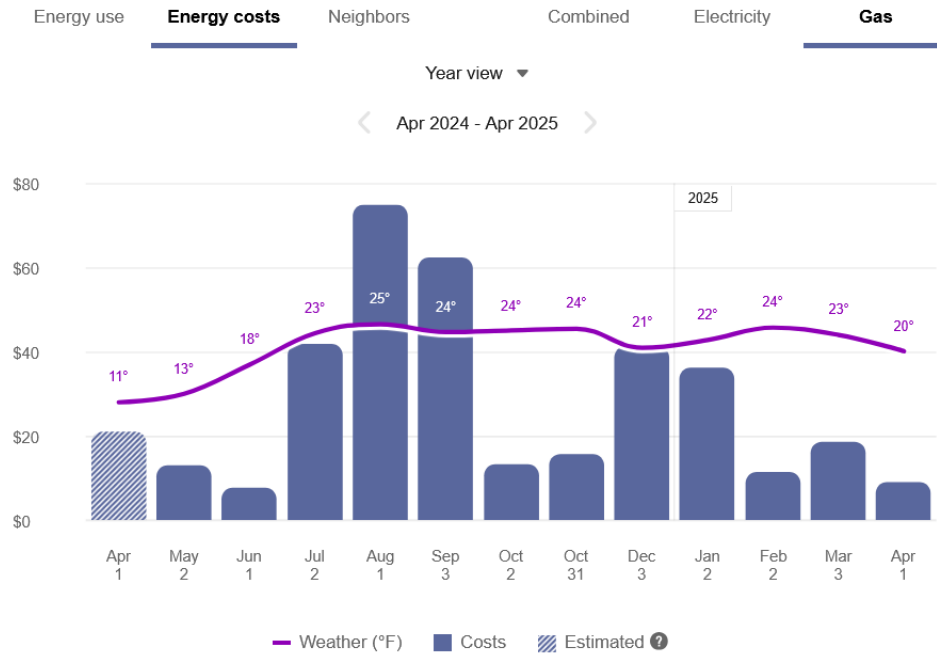 Energy use Energy costs Neighbors Combined Electricity Gas
Year view
Apr 2024 - Apr 2025
$80
2025
$60
25° 24° 24° 24° 24°
23° 22° 23°
21° 20°
18°
$40
13°
11°
$20
$0
Apr May Jun Jul Aug Sep Oct Oct Dec Jan Feb Mar Apr
1 2 1 2 1 3 2 31 3 2 2 3 1
Weather (°F) Costs Estimated ?